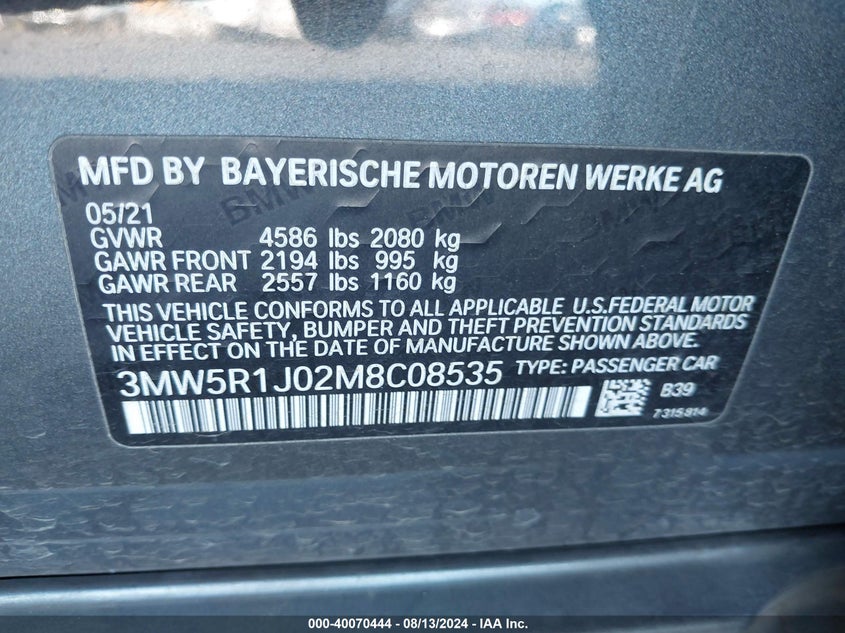 MFD BY BAYERISCHE MOTOREN WERKE AG
05/21
GVWR 4586 lbs 2080 kg
GAWR FRONT 2194 lbs 995 kg
GAWR REAR 2557 lbs 1160 kg
THIS VEHICLE CONFORMS TO ALL APPLICABLE U.S.FEDERAL MOTOR
VEHICLE SAFETY, BUMPER AND THEFT PREVENTION STANDARDS
IN EFFECT ON THE DATE OF MANUFACTURE SHOWN ABOVE.
3MW5R1J02M8C08535 TYPE: PASSENGER CAR
B39
7315814
000-40070444 - 08/13/2024 - IAA Inc.